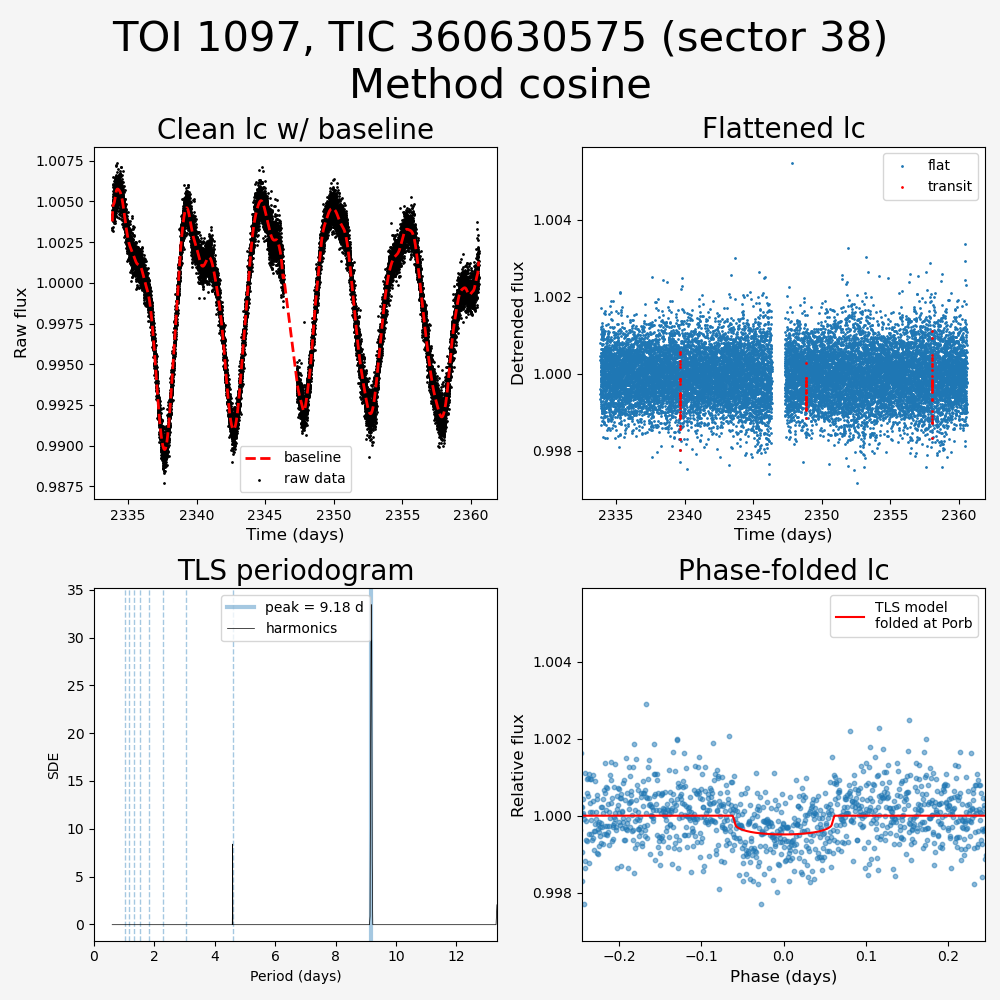 TOI 1097, TIC 360630575 (sector 38)
Method cosine
Clean lc w/ baseline
Raw flux
1.0075
1.0050
1.0025
1.0000
0.9975
0.9950
0.9925
0.9900
0.9875
baseline
raw data
2335 2340 2345 2350 2355 2360
Time (days)
Flattened lc
Detrended flux
1.004
1.002
1.000
0.998
flat
transit
2335 2340 2345 2350 2355 2360
Time (days)
TLS periodogram
SDE
35
30
25
20
15
10
5
0
peak = 9.18 d
harmonics
0 2 4 6 8 10 12
Period (days)
Phase-folded lc
Relative flux
1.004
1.002
1.000
0.998
TLS model
folded at Porb
−0.2 −0.1 0.0 0.1 0.2
Phase (days)